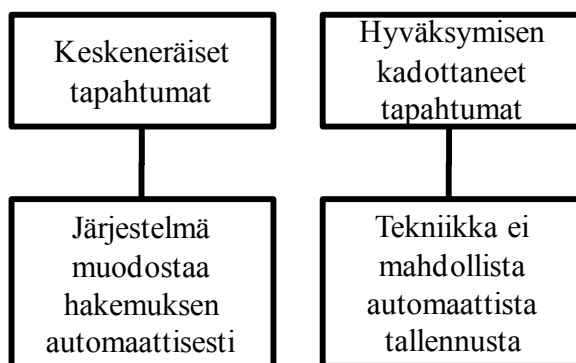 Keskeneräiset
tapahtumat
Hyväksymisen
kadottaneet
tapahtumat
Järjestelmä
muodostaa
hakemuksen
automaattisesti
Tekniikka ei
mahdollista
automaattista
tallennusta